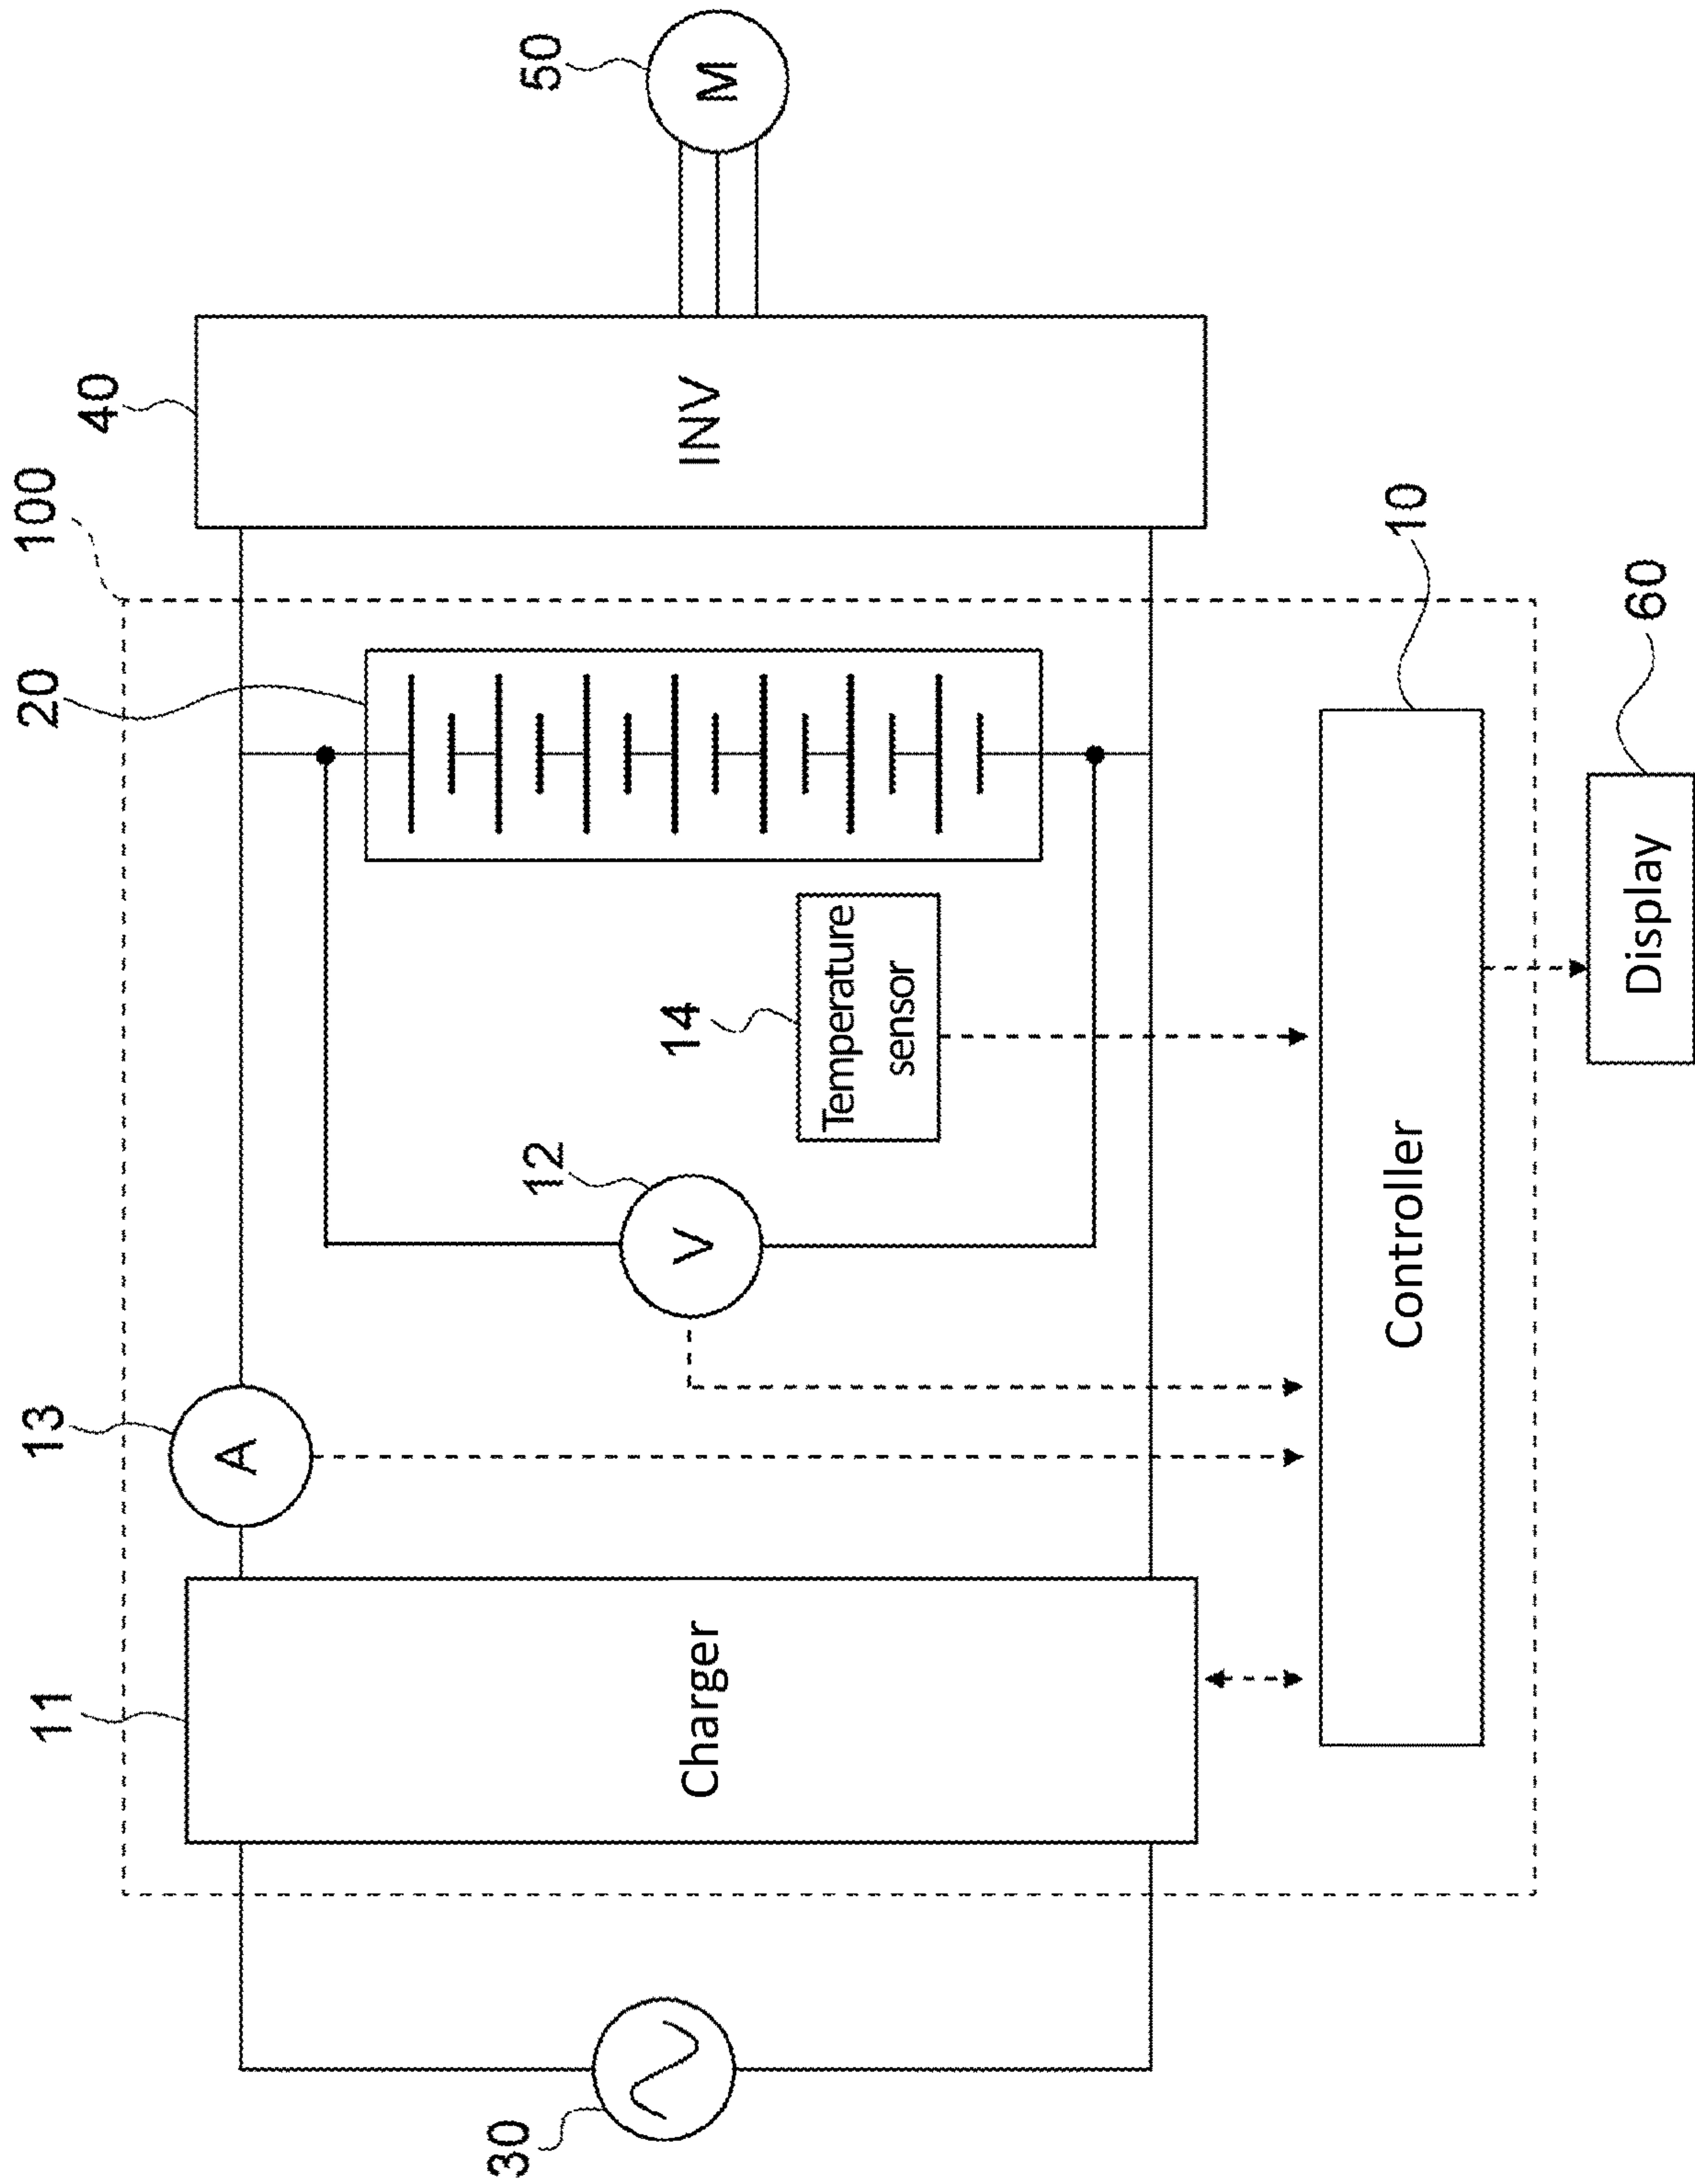 100
13
20
40
11
A
12
50
V
14
Temperature
sensor
INV
M
Charger
30
10
Controller
60
Display